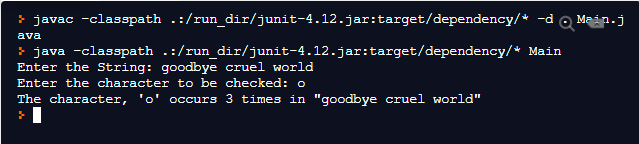 > javac -classpath .:/run_dir/junit-4.12.jar:target/dependency/* -d Main.j
ava
> java -classpath .:/run_dir/junit-4.12.jar:target/dependency/* Main
Enter the String: goodbye cruel world
Enter the character to be checked: o
The character, 'o' occurs 3 times in "goodbye cruel world"
>